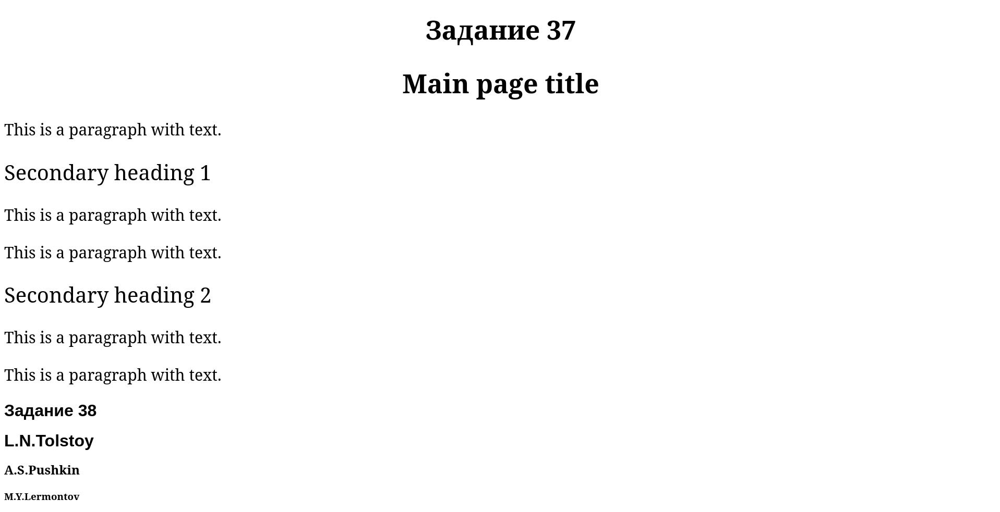 Задание 37
Main page title
This is a paragraph with text.
Secondary heading 1
This is a paragraph with text.
This is a paragraph with text.
Secondary heading 2
This is a paragraph with text.
This is a paragraph with text.
Задание 38
L.N.Tolstoy
A.S.Pushkin
M.Y.Lermontov